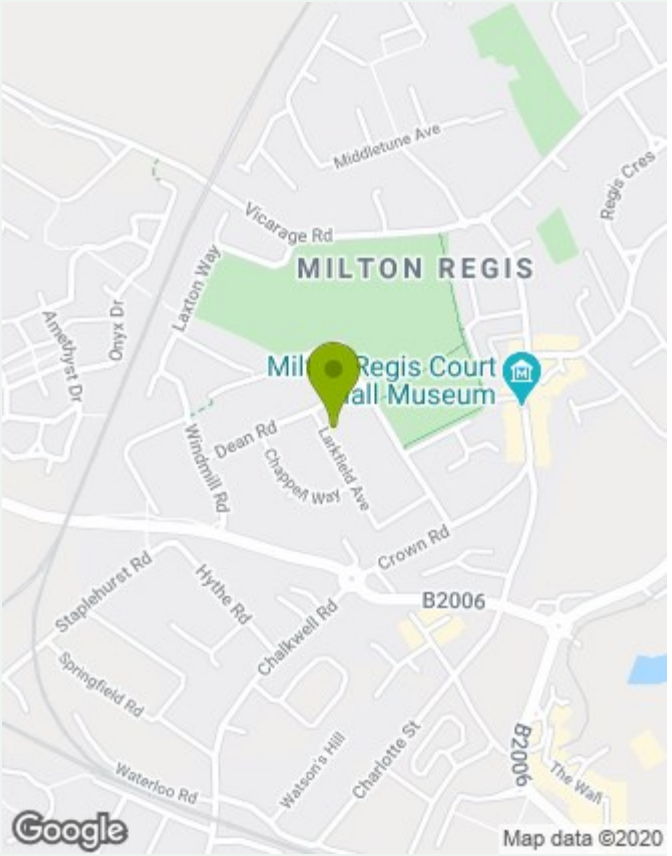 Middletune Ave
Regis Cres
Vicarage Rd
MILTON REGIS
Laxton Way
Onyx Dr
Amethyst Dr
Mil Regis Court
Hall Museum
M
Dean Rd
Larkfield Ave
Chappell Way
Windmill Rd
Crown Rd
Staplehurst Rd
Hythe Rd
B2006
Chalkwell Rd
Springfield Rd
Charlotte St
Watson's Hill
B2006
The Wall
Waterloo Rd
Google
Map data ©2020